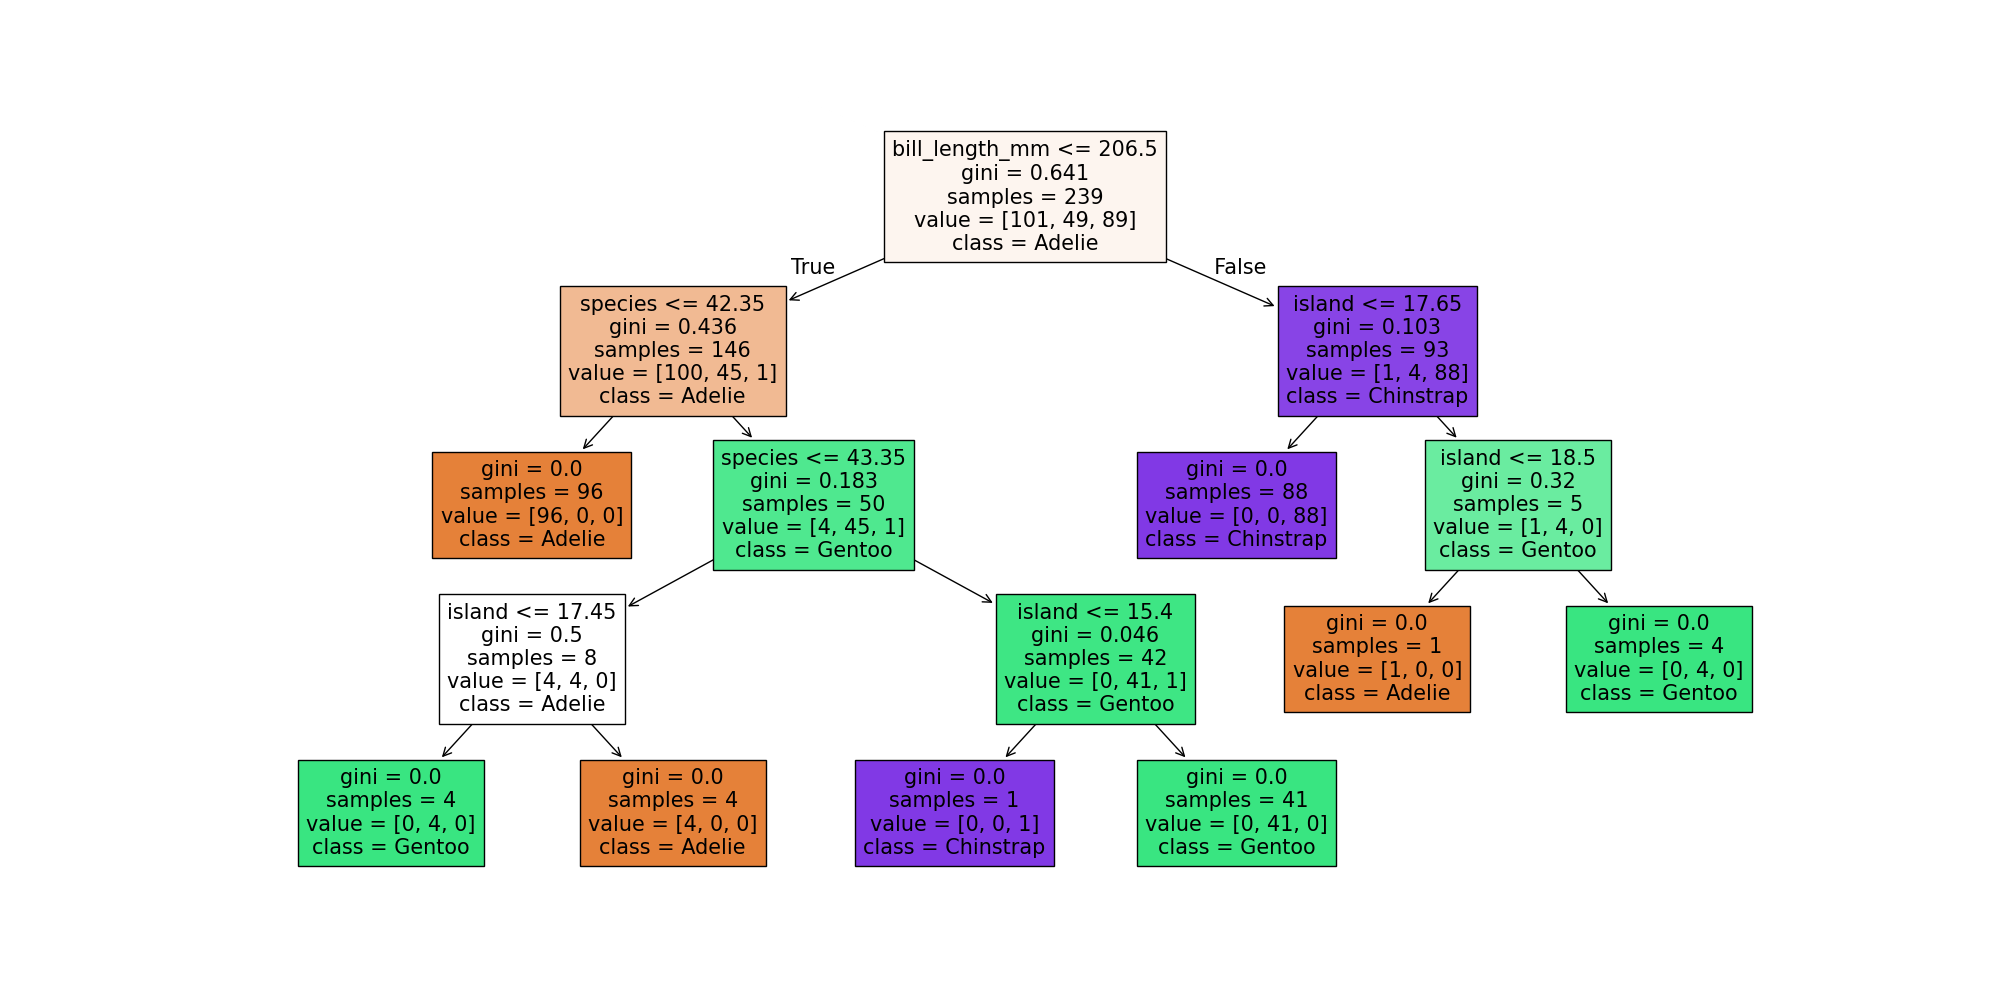 bill_length_mm <= 206.5
gini = 0.641
samples = 239
value = [101, 49, 89]
class = Adelie
True
False
species <= 42.35
gini = 0.436
samples = 146
value = [100, 45, 1]
class = Adelie
island <= 17.65
gini = 0.103
samples = 93
value = [1, 4, 88]
class = Chinstrap
gini = 0.0
samples = 96
value = [96, 0, 0]
class = Adelie
species <= 43.35
gini = 0.183
samples = 50
value = [4, 45, 1]
class = Gentoo
gini = 0.0
samples = 88
value = [0, 0, 88]
class = Chinstrap
island <= 18.5
gini = 0.32
samples = 5
value = [1, 4, 0]
class = Gentoo
island <= 17.45
gini = 0.5
samples = 8
value = [4, 4, 0]
class = Adelie
island <= 15.4
gini = 0.046
samples = 42
value = [0, 41, 1]
class = Gentoo
gini = 0.0
samples = 1
value = [1, 0, 0]
class = Adelie
gini = 0.0
samples = 4
value = [0, 4, 0]
class = Gentoo
gini = 0.0
samples = 4
value = [0, 4, 0]
class = Gentoo
gini = 0.0
samples = 4
value = [4, 0, 0]
class = Adelie
gini = 0.0
samples = 1
value = [0, 0, 1]
class = Chinstrap
gini = 0.0
samples = 41
value = [0, 41, 0]
class = Gentoo